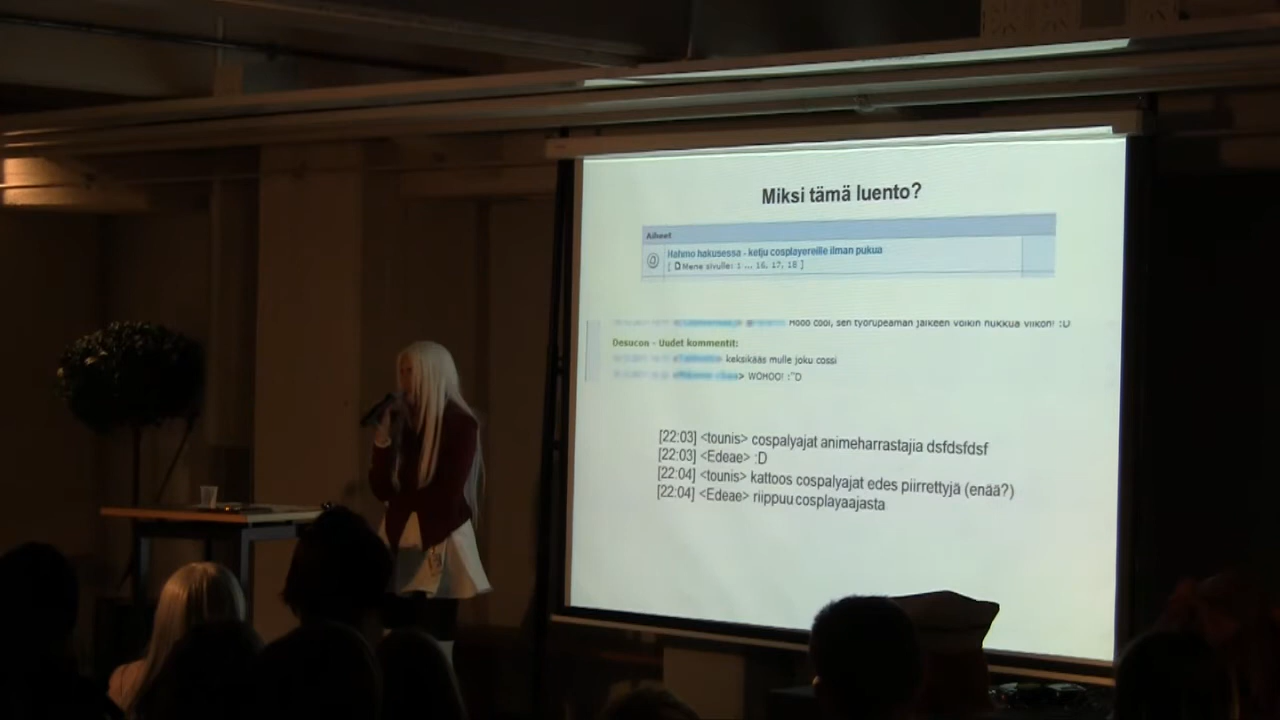 Miksi tämä luento?
Aiheet
Hahmo hakusessa - ketju cosplayereille ilman pukua
[ Mene sivulle: 1 ... 16, 17, 18 ]
Hooo cool, sen työrupeaman jälkeen voikin nukkua viikon! :D
Desucon - Uudet kommentit:
keksikääs mulle joku cossi
> WOHOO! :"D
[22:03] <tounis> cospalyajat animeharrastajia dsfdsfdsf
[22:03] <Edeae> :D
[22:04] <tounis> kattoos cospalyajat edes piirrettyjä (enää?)
[22:04] <Edeae> riippuu cosplayaajasta